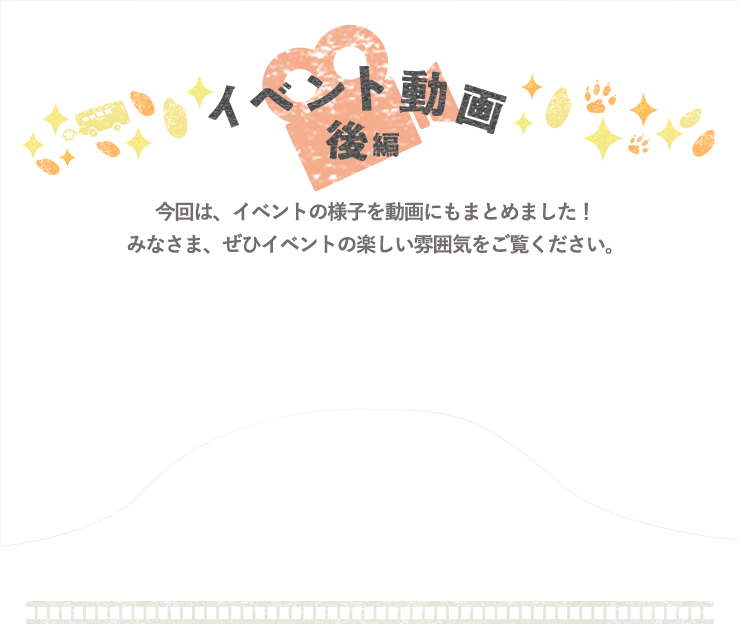 イベント動画
後編
今回は、イベントの様子を動画にもまとめました！
みなさま、ぜひイベントの楽しい雰囲気をご覧ください。